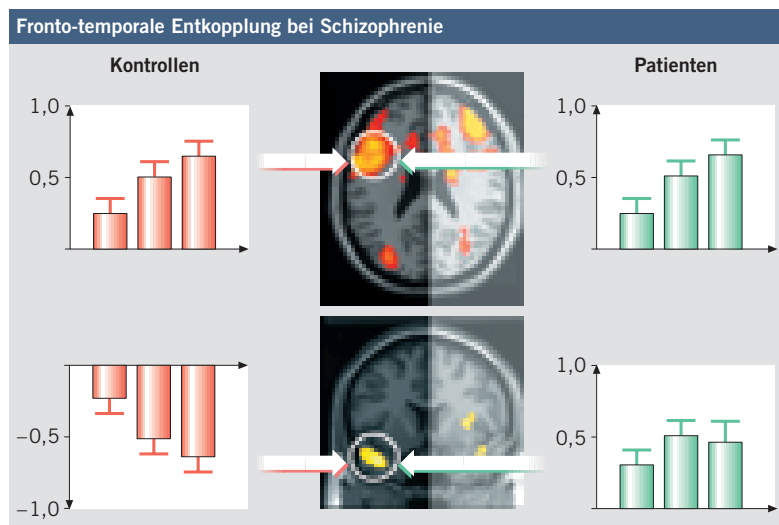 Fronto-temporale Entkopplung bei Schizophrenie
Kontrollen
Patienten
1,0
0,5
1,0
0,5
−0,5
−1,0
1,0
0,5